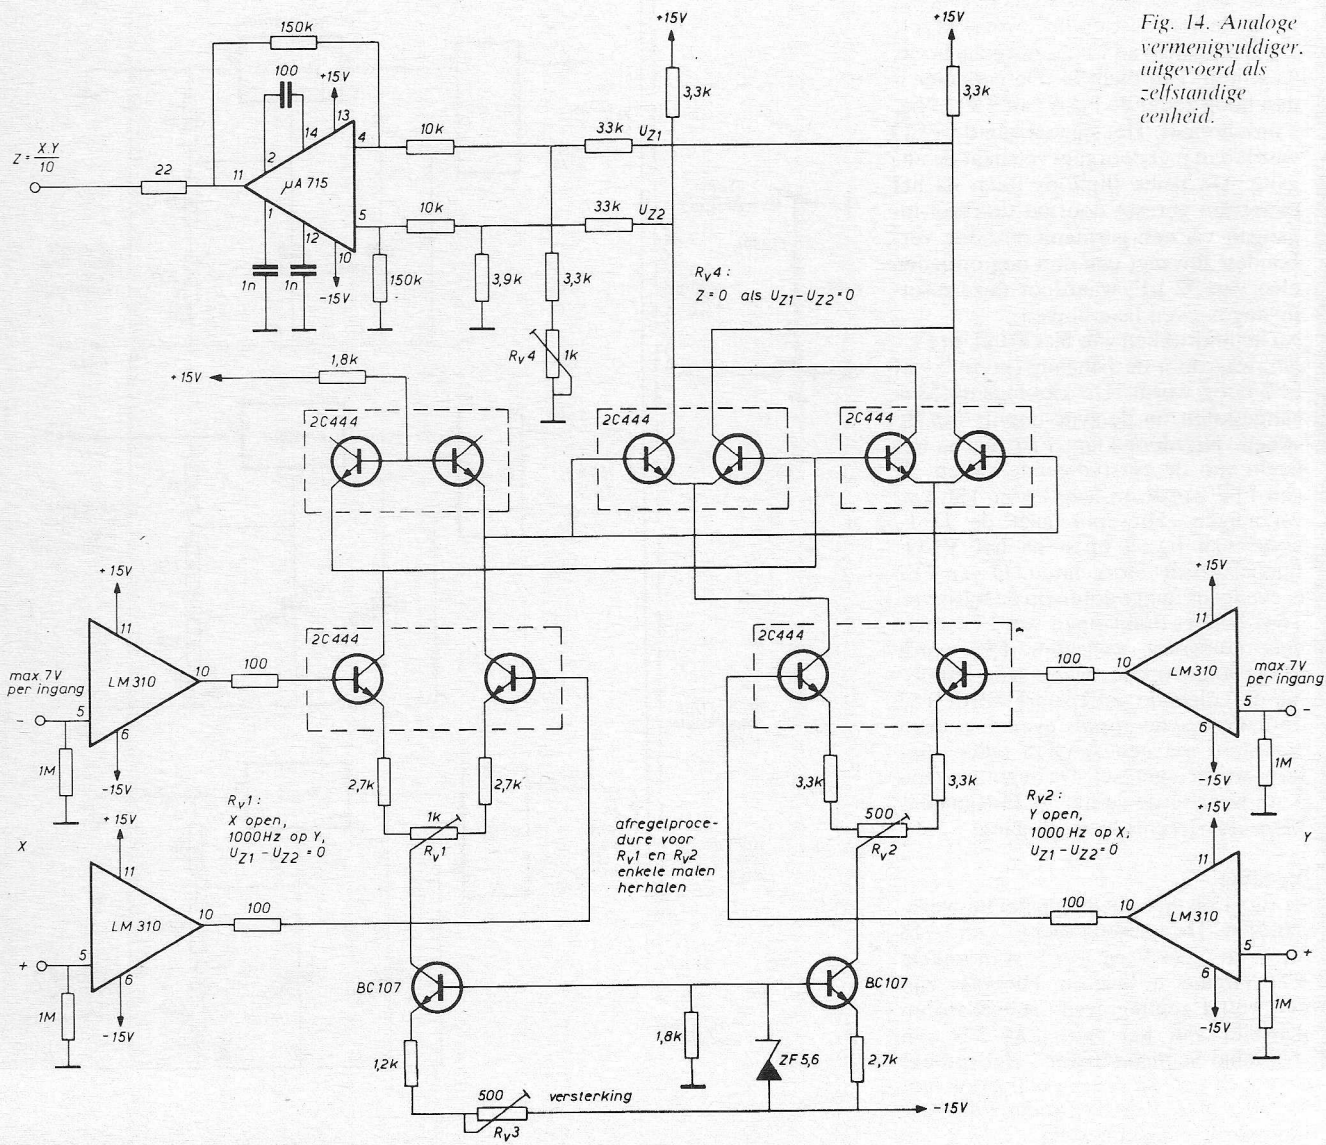 Fig. 14. Analoge
vermenigvuldiger.
uitgevoerd als
zelfstandige
eenheid.
150k
+15V
+15V
100
+15V
13
3,3k
3,3k
14
4
10k
33k
UZ1
Z = X.Y
10
2
22
11
μA 715
5
10k
33k
UZ2
1
12
10
1n
1n
-15V
150k
3,9k
3,3k
Rv4 :
Z = 0 als UZ1 - UZ2 = 0
Rv4
1k
1,8k
+15V
2C444
2C444
2C444
+15V
+15V
11
11
2C444
2C444
max. 7V
per ingang
LM310
10
100
100
10
LM310
max. 7V
per ingang
-
5
5
-
6
6
1M
-15V
2,7k
2,7k
3,3k
3,3k
-15V
1M
Rv1 :
X open,
1000Hz op Y,
UZ1 - UZ2 = 0
1k
Rv1
afregelproce-
dure voor
Rv1 en Rv2
enkele malen
herhalen
500
Rv2
Rv2 :
Y open,
1000 Hz op X,
UZ1 - UZ2 = 0
+15V
+15V
X
Y
11
11
LM310
10
100
100
10
LM310
+
5
5
+
6
6
1M
-15V
BC107
BC107
-15V
1M
1,2k
1,8k
ZF5,6
2,7k
500
versterking
-15V
Rv3